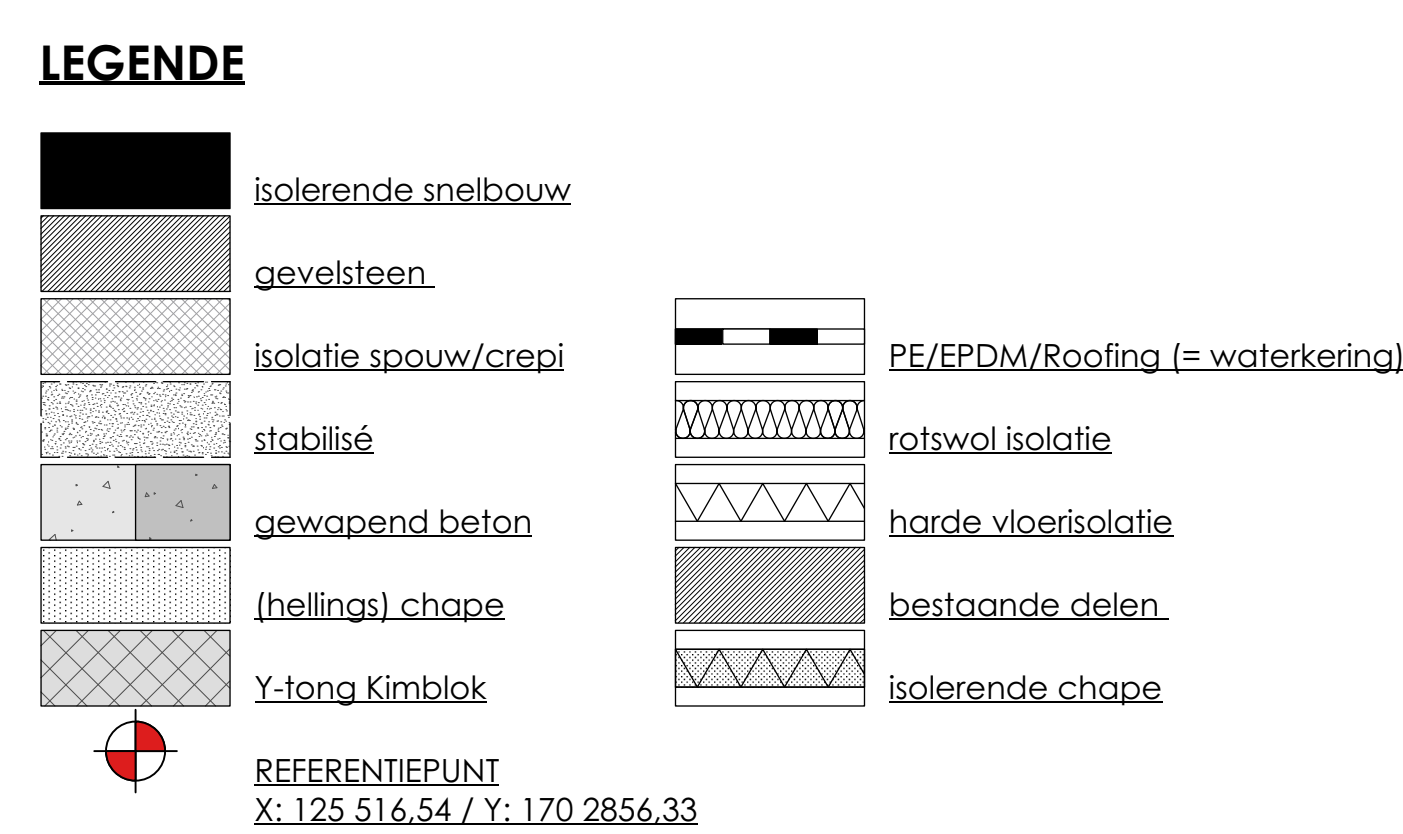 LEGENDE
isolerende snelbouw
gevelsteen
isolatie spouw/crepi
stabilisé
gewapend beton
(hellings) chape
Y-tong Kimblok
REFERENTIEPUNT
X: 125 516,54 / Y: 170 2856,33
PE/EPDM/Roofing (= waterkering)
rotswol isolatie
harde vloerisolatie
bestaande delen
isolerende chape